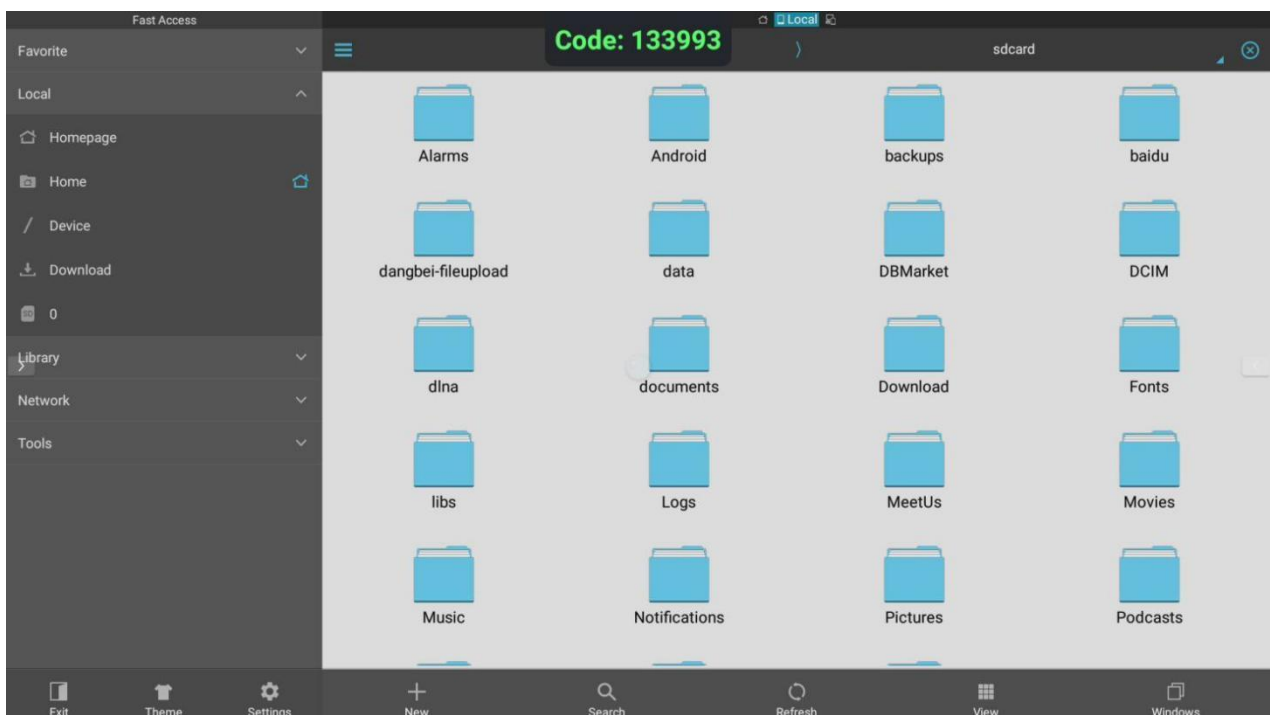 Fast Access
Local
Favorite
Code: 133993
sdcard
Local
Homepage
Home
Device
Download
0
Library
Network
Tools
Alarms
Android
backups
baidu
dangbei-fileupload
data
DBMarket
DCIM
dlna
documents
Download
Fonts
libs
Logs
MeetUs
Movies
Music
Notifications
Pictures
Podcasts
Exit
Theme
Settings
New
Search
Refresh
View
Windows